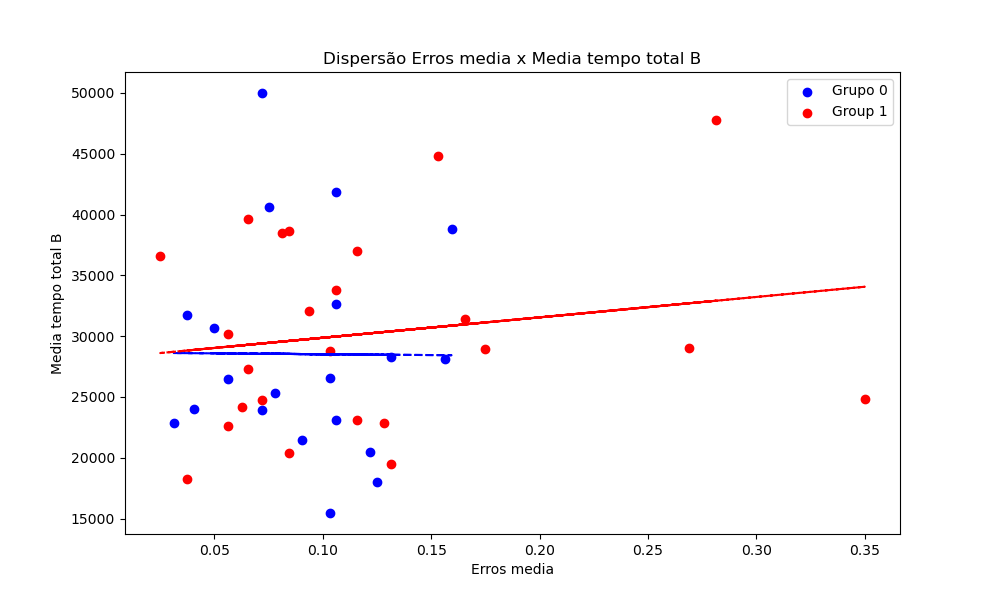 Dispersão Erros media x Media tempo total B
Grupo 0
Group 1
50000
45000
40000
35000
30000
25000
20000
15000
Media tempo total B
0.05 0.10 0.15 0.20 0.25 0.30 0.35
Erros media